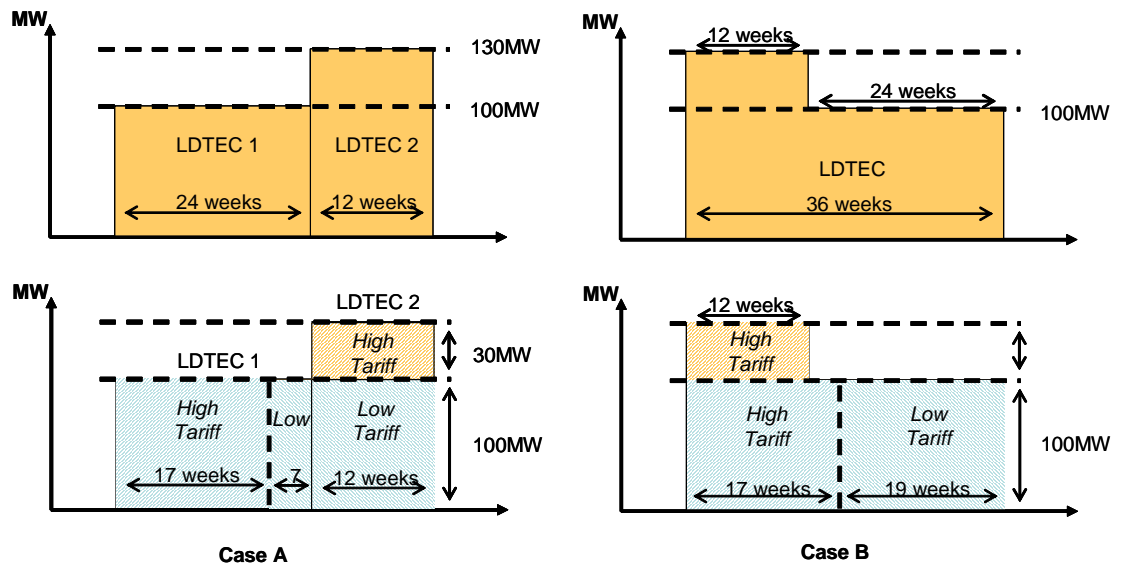 MW
130MW
100MW
LDTEC 1
LDTEC 2
24 weeks
12 weeks
MW
12 weeks
24 weeks
100MW
LDTEC
36 weeks
MW
LDTEC 2
LDTEC 1
High
Tariff
30MW
High
Tariff
Low
Low
Tariff
100MW
17 weeks
7
12 weeks
Case A
MW
12 weeks
High
Tariff
High
Tariff
Low
Tariff
100MW
17 weeks
19 weeks
Case B